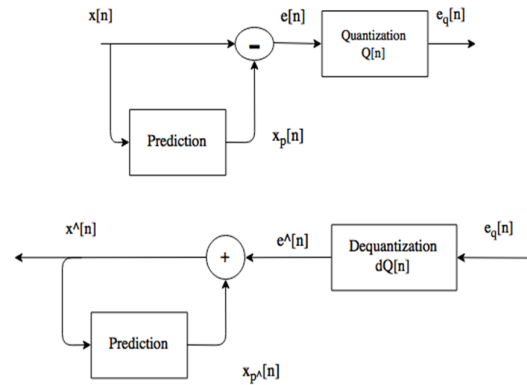 x[n]
e[n]
e_q[n]
-
Quantization
Q[n]
Prediction
x_p[n]
x^[n]
e^[n]
e_q[n]
+
Dequantization
dQ[n]
Prediction
x_p^[n]